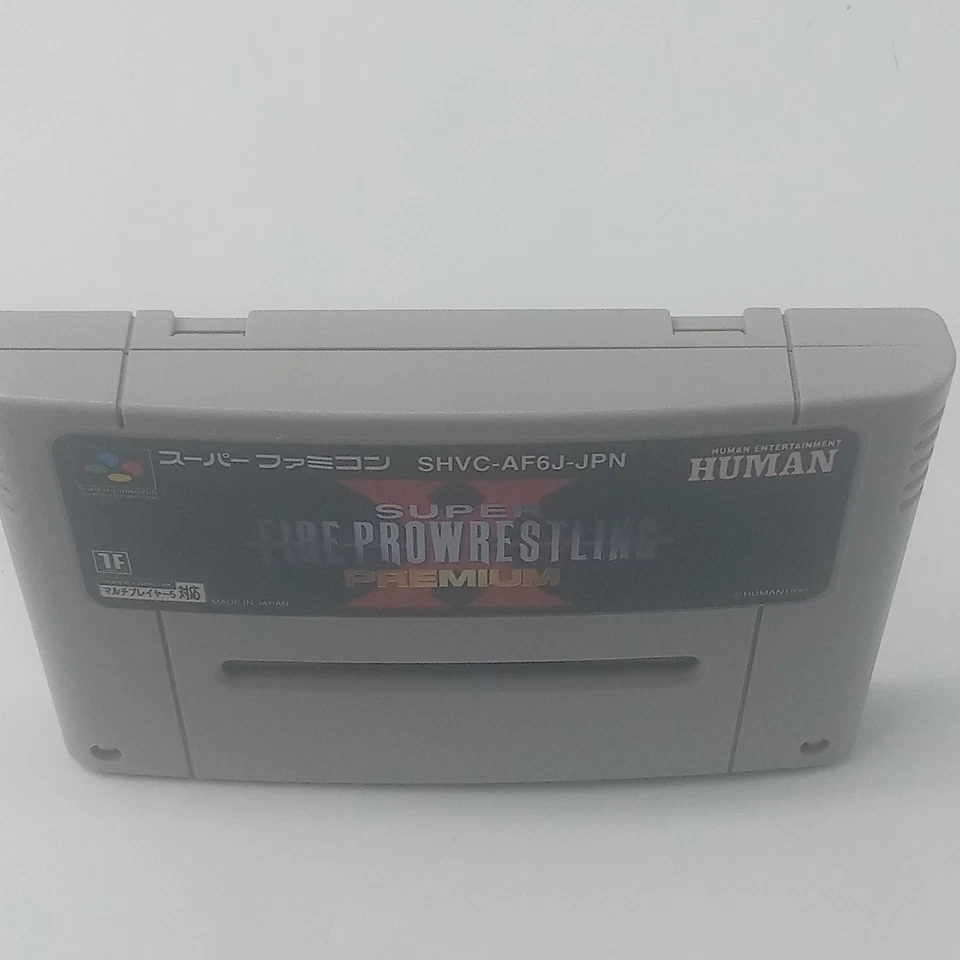 スーパーファミコン SHVC-AF6J-JPN
HUMAN ENTERTAINMENT
HUMAN
X
SUPER
FIRE PROWRESTLING
PREMIUM
1F
マルチプレイヤー5対応
MADE IN JAPAN